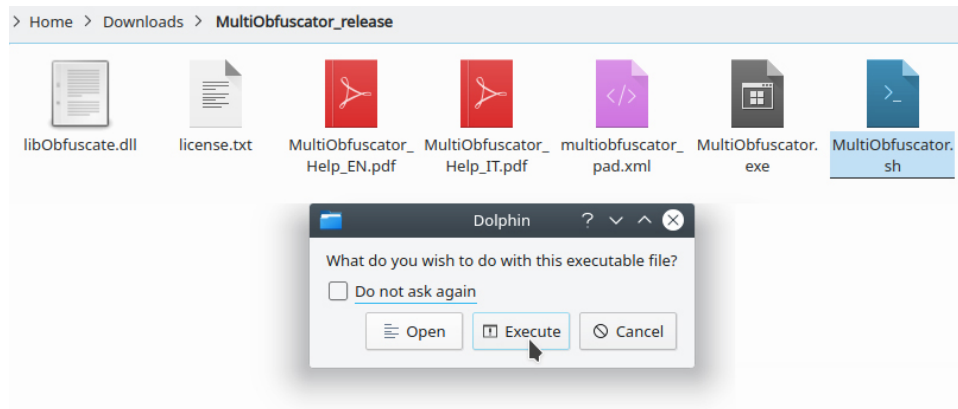 > Home > Downloads > MultiObfuscator_release
libObfuscate.dll
license.txt
MultiObfuscator_
Help_EN.pdf
MultiObfuscator_
Help_IT.pdf
multiobfuscator_
pad.xml
MultiObfuscator.
exe
MultiObfuscator.
sh
Dolphin
What do you wish to do with this executable file?
Do not ask again
Open
Execute
Cancel